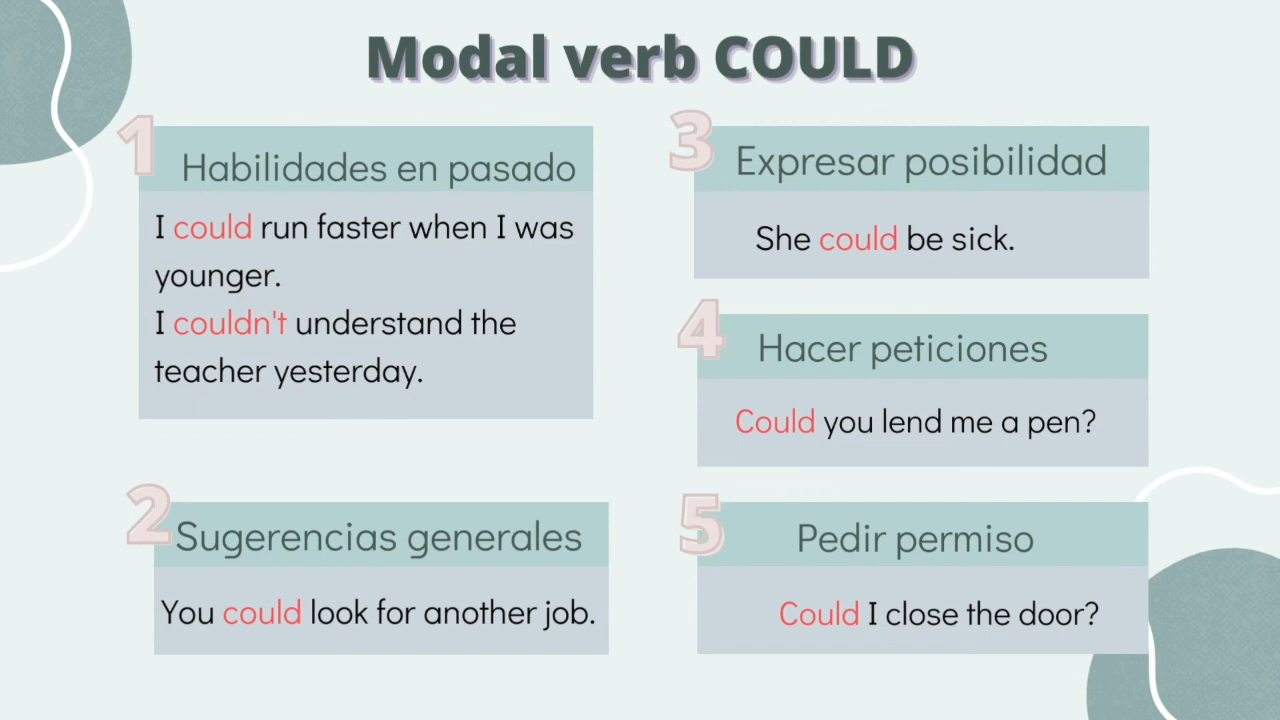 Modal verb COULD
1
Habilidades en pasado
I could run faster when I was
younger.
I couldn't understand the
teacher yesterday.
2
Sugerencias generales
You could look for another job.
3
Expresar posibilidad
She could be sick.
4
Hacer peticiones
Could you lend me a pen?
5
Pedir permiso
Could I close the door?